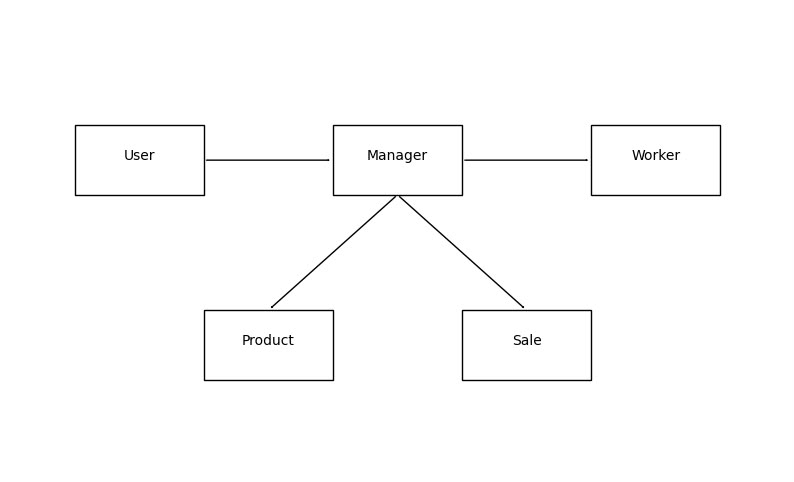 User
Manager
Worker
Product
Sale